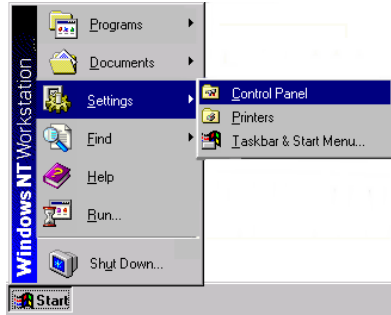 Programs
Documents
Settings
Find
Help
Run...
Shut Down...
Control Panel
Printers
Taskbar & Start Menu...
Windows NT Workstation
Start